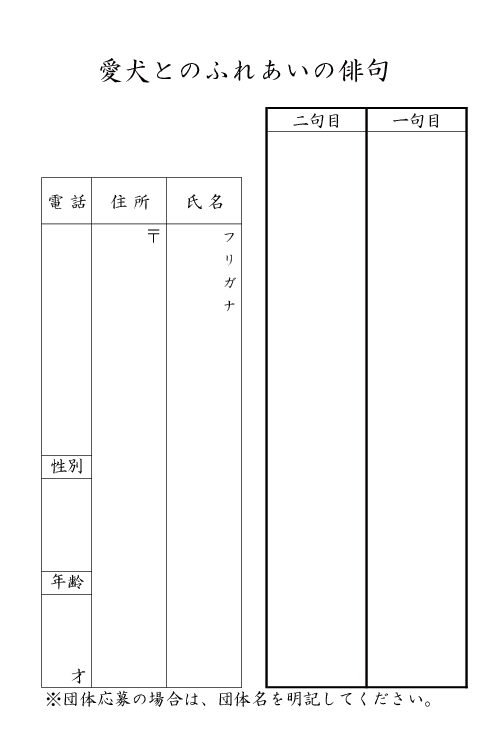 愛犬とのふれあいの俳句
一句目
二句目
氏名
フリガナ
住所
〒
電話
性別
年齢
才
※団体応募の場合は、団体名を明記してください。